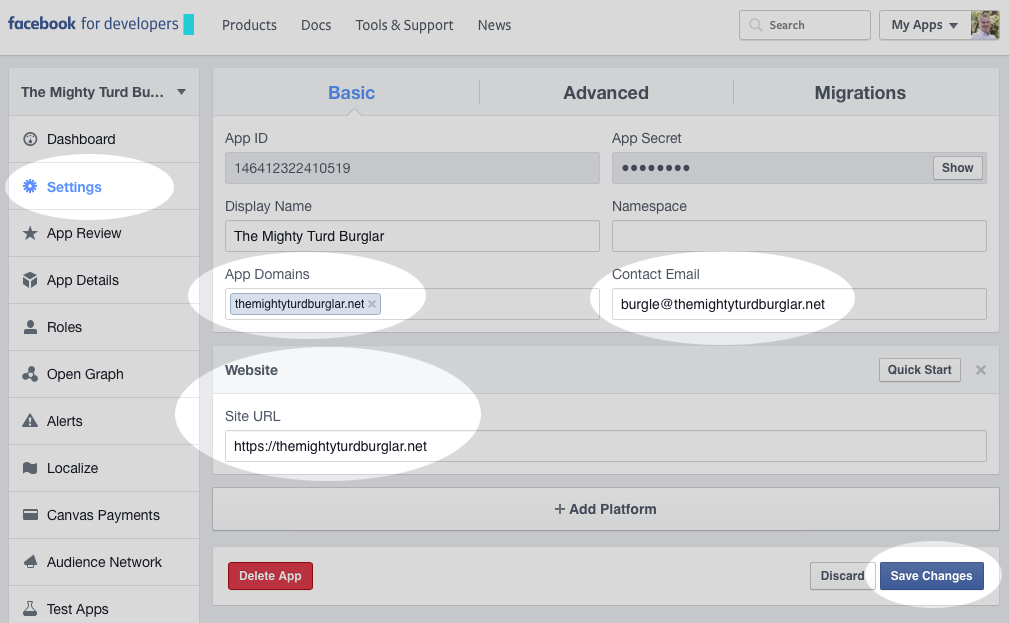 facebook for developers
Products
Docs
Tools & Support
News
Search
My Apps
The Mighty Turd Bu...
Dashboard
Settings
App Review
App Details
Roles
Open Graph
Alerts
Localize
Canvas Payments
Audience Network
Test Apps
Basic
Advanced
Migrations
App ID
146412322410519
App Secret
●●●●●●●●
Show
Display Name
The Mighty Turd Burglar
Namespace
App Domains
themightyturdburglar.net ×
Contact Email
burgle@themightyturdburglar.net
Website
Quick Start
×
Site URL
https://themightyturdburglar.net
+ Add Platform
Delete App
Discard
Save Changes